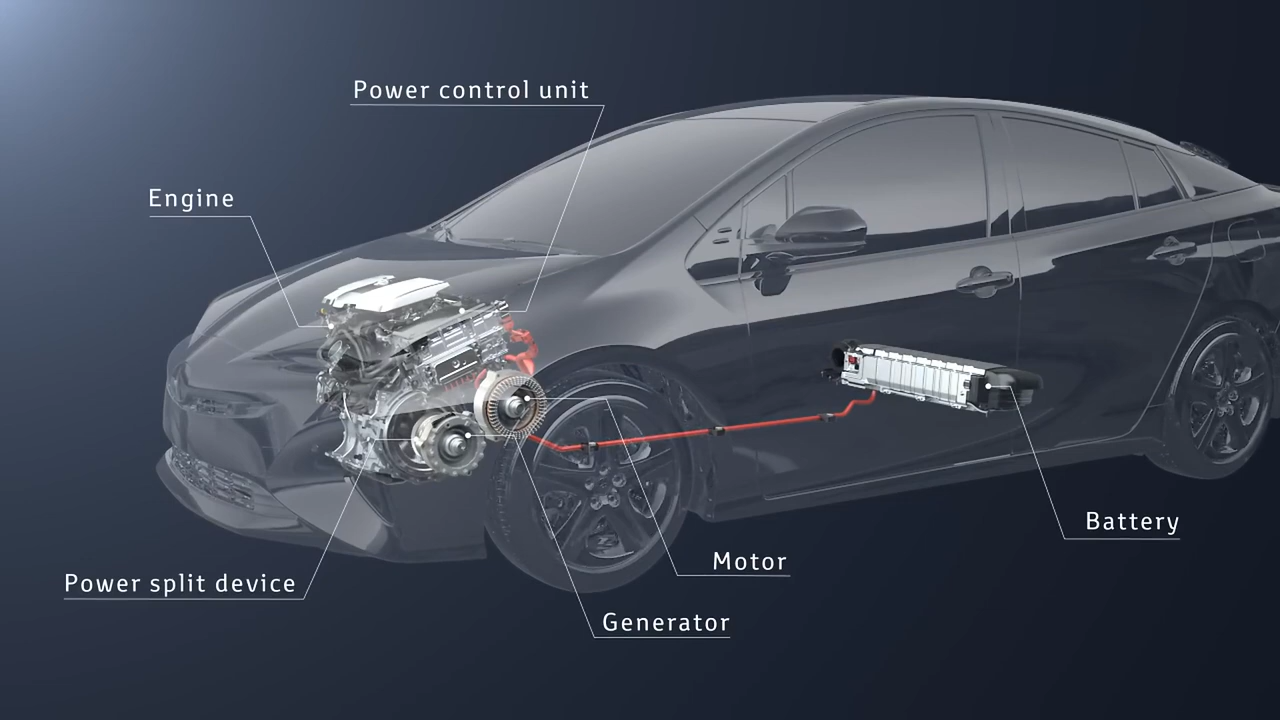 Power control unit
Engine
Battery
Motor
Power split device
Generator